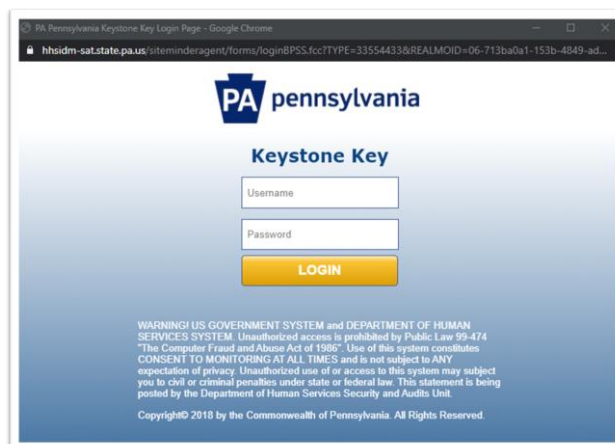 PA Pennsylvania Keystone Key Login Page - Google Chrome
hhsidm-sat.state.pa.us/siteminderagent/forms/loginBPSS.fcc?TYPE=33554433&REALMOID=06-713ba0a1-153b-4849-ad...
PA pennsylvania
Keystone Key
Username
Password
LOGIN
WARNING! US GOVERNMENT SYSTEM and DEPARTMENT OF HUMAN
SERVICES SYSTEM. Unauthorized access is prohibited by Public Law 99-474
"The Computer Fraud and Abuse Act of 1986". Use of this system constitutes
CONSENT TO MONITORING AT ALL TIMES and is not subject to ANY
expectation of privacy. Unauthorized use of or access to this system may subject
you to civil or criminal penalties under state or federal law. This statement is being
posted by the Department of Human Services Security and Audits Unit.
Copyright© 2018 by the Commonwealth of Pennsylvania. All Rights Reserved.